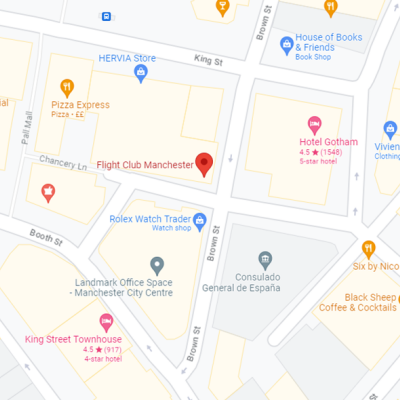 Brown St
King St
House of Books
& Friends
Book Shop
HERVIA Store
Pizza Express
Pizza • ££
ial
Pall Mall
Hotel Gotham
4.5 ★ (1548)
5-star hotel
Vivien
Clothing
Chancery Ln
Flight Club Manchester
Rolex Watch Trader
Watch shop
Booth St
Brown St
Six by Nico
Landmark Office Space
- Manchester City Centre
Consulado
General de España
Black Sheep
Coffee & Cocktails
King Street Townhouse
4.5 ★ (917)
4-star hotel
Brown St
St